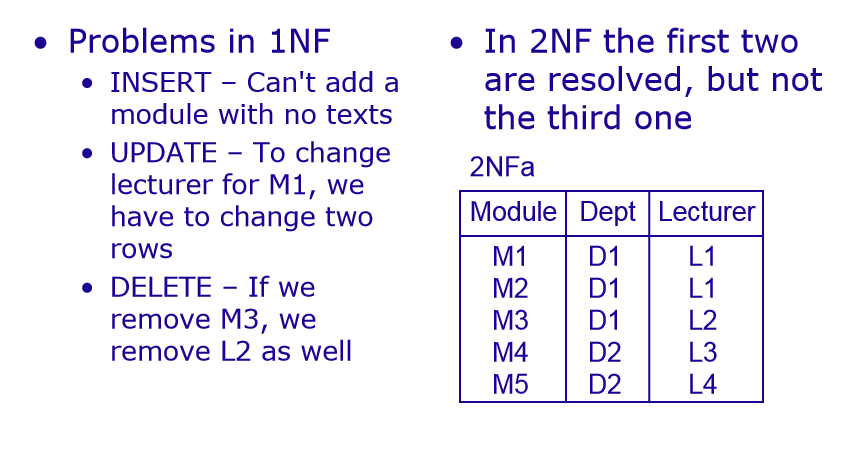 • Problems in 1NF
• INSERT – Can't add a
module with no texts
• UPDATE – To change
lecturer for M1, we
have to change two
rows
• DELETE – If we
remove M3, we
remove L2 as well
• In 2NF the first two
are resolved, but not
the third one
2NFa
Module Dept Lecturer
M1 D1 L1
M2 D1 L1
M3 D1 L2
M4 D2 L3
M5 D2 L4